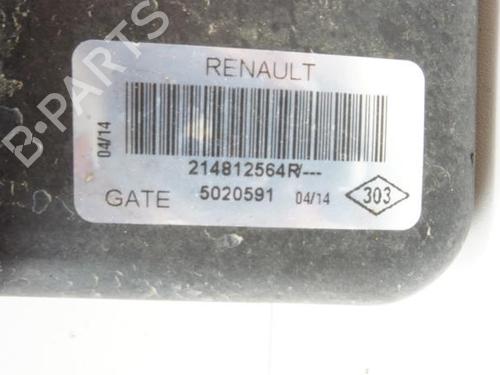 B-PARTS
RENAULT
04/14
214812564R/---
GATE 5020591 04/14 303